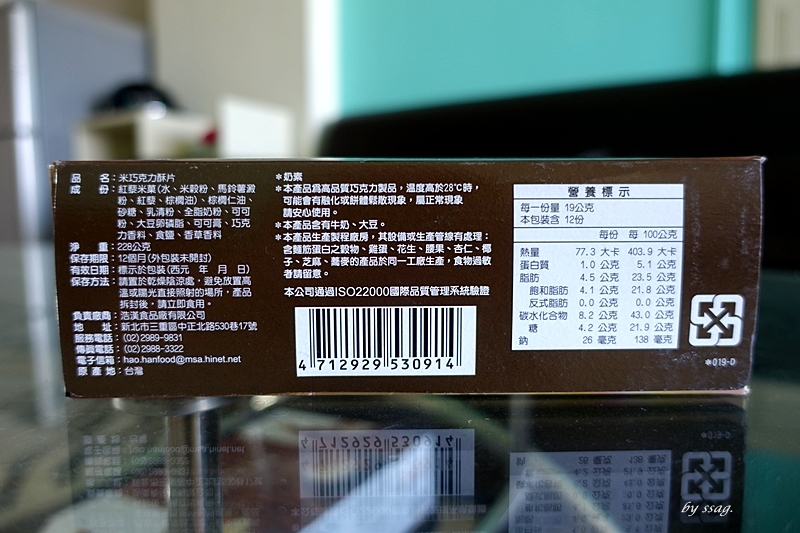 品名：米巧克力酥片
成份：紅藜米菓(水、米穀粉、馬鈴薯澱
粉、紅藜、棕櫚油)、棕櫚仁油、
砂糖、乳清粉、全脂奶粉、可可
粉、大豆卵磷脂、可可膏、巧克
力香料、食鹽、香草香料
淨重：228公克
保存期限：12個月(外包裝未開封)
有效日期：標示於包裝(西元 年 月 日)
保存方法：請置於乾燥陰涼處，避免放置高
溫或陽光直接照射的場所，產品
拆封後，請立即食用。
負責廠商：浩漢食品廠有限公司
地址：新北市三重區中正北路530巷17號
服務電話：(02)2989-9831
傳真電話：(02)2988-3322
電子信箱：hao.hanfood@msa.hinet.net
原產地：台灣
＊奶素
＊本產品為高品質巧克力製品，溫度高於28℃時，
可能會有融化或餅體鬆散現象，屬正常現象
請安心使用。
＊本產品含有牛奶、大豆。
＊本產品生產製程廠房，其設備或生產管線有處理：
含麩筋蛋白之穀物、雞蛋、花生、腰果、杏仁、椰
子、芝麻、蕎麥的產品於同一工廠生產，食物過敏
者請留意。
本公司通過ISO22000國際品質管理系統驗證
4 712929 530914
營養標示
每一份量 19公克
本包裝含 12份
每份 每 100公克
熱量 77.3 大卡 403.9 大卡
蛋白質 1.0 公克 5.1 公克
脂肪 4.5 公克 23.5 公克
飽和脂肪 4.1 公克 21.8 公克
反式脂肪 0.0 公克 0.0 公克
碳水化合物 8.2 公克 43.0 公克
糖 4.2 公克 21.9 公克
鈉 26 毫克 138 毫克
＊019-D
by ssag.